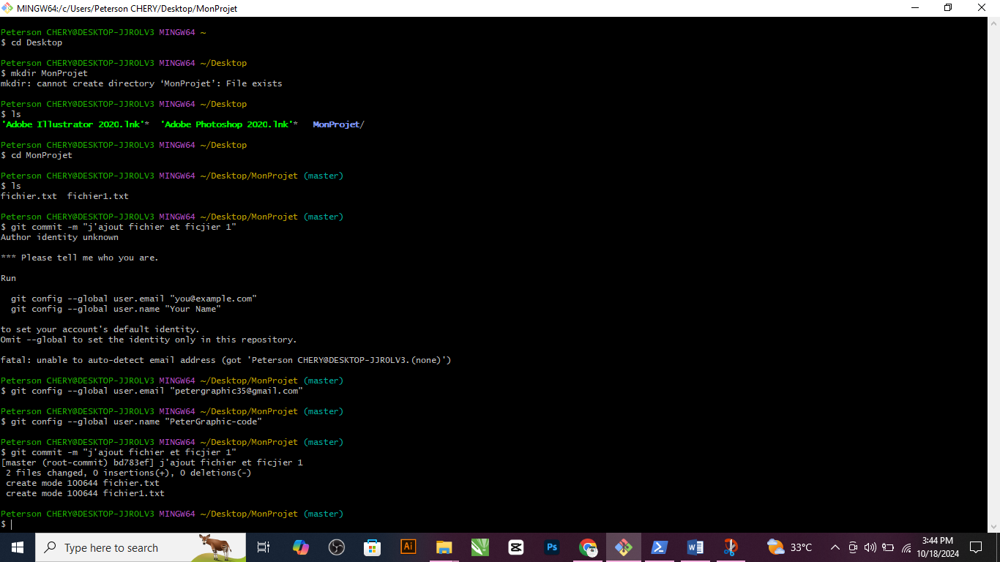 MINGW64:/c/Users/Peterson CHERY/Desktop/MonProjet
Peterson CHERY@DESKTOP-JJROLV3 MINGW64 ~
$ cd Desktop
Peterson CHERY@DESKTOP-JJROLV3 MINGW64 ~/Desktop
$ mkdir MonProjet
mkdir: cannot create directory ‘MonProjet’: File exists
Peterson CHERY@DESKTOP-JJROLV3 MINGW64 ~/Desktop
$ ls
'Adobe Illustrator 2020.lnk'*  'Adobe Photoshop 2020.lnk'*   MonProjet/
Peterson CHERY@DESKTOP-JJROLV3 MINGW64 ~/Desktop
$ cd MonProjet
Peterson CHERY@DESKTOP-JJROLV3 MINGW64 ~/Desktop/MonProjet (master)
$ ls
fichier.txt  fichier1.txt
Peterson CHERY@DESKTOP-JJROLV3 MINGW64 ~/Desktop/MonProjet (master)
$ git commit -m "j'ajout fichier et ficjier 1"
Author identity unknown
*** Please tell me who you are.
Run
  git config --global user.email "you@example.com"
  git config --global user.name "Your Name"
to set your account's default identity.
Omit --global to set the identity only in this repository.
fatal: unable to auto-detect email address (got 'Peterson CHERY@DESKTOP-JJROLV3.(none)')
Peterson CHERY@DESKTOP-JJROLV3 MINGW64 ~/Desktop/MonProjet (master)
$ git config --global user.email "petergraphic35@gmail.com"
Peterson CHERY@DESKTOP-JJROLV3 MINGW64 ~/Desktop/MonProjet (master)
$ git config --global user.name "PeterGraphic-code"
Peterson CHERY@DESKTOP-JJROLV3 MINGW64 ~/Desktop/MonProjet (master)
$ git commit -m "j'ajout fichier et ficjier 1"
[master (root-commit) bd783ef] j'ajout fichier et ficjier 1
 2 files changed, 0 insertions(+), 0 deletions(-)
 create mode 100644 fichier.txt
 create mode 100644 fichier1.txt
Peterson CHERY@DESKTOP-JJROLV3 MINGW64 ~/Desktop/MonProjet (master)
$
Type here to search
Ai
Ps
33°C
3:44 PM
10/18/2024